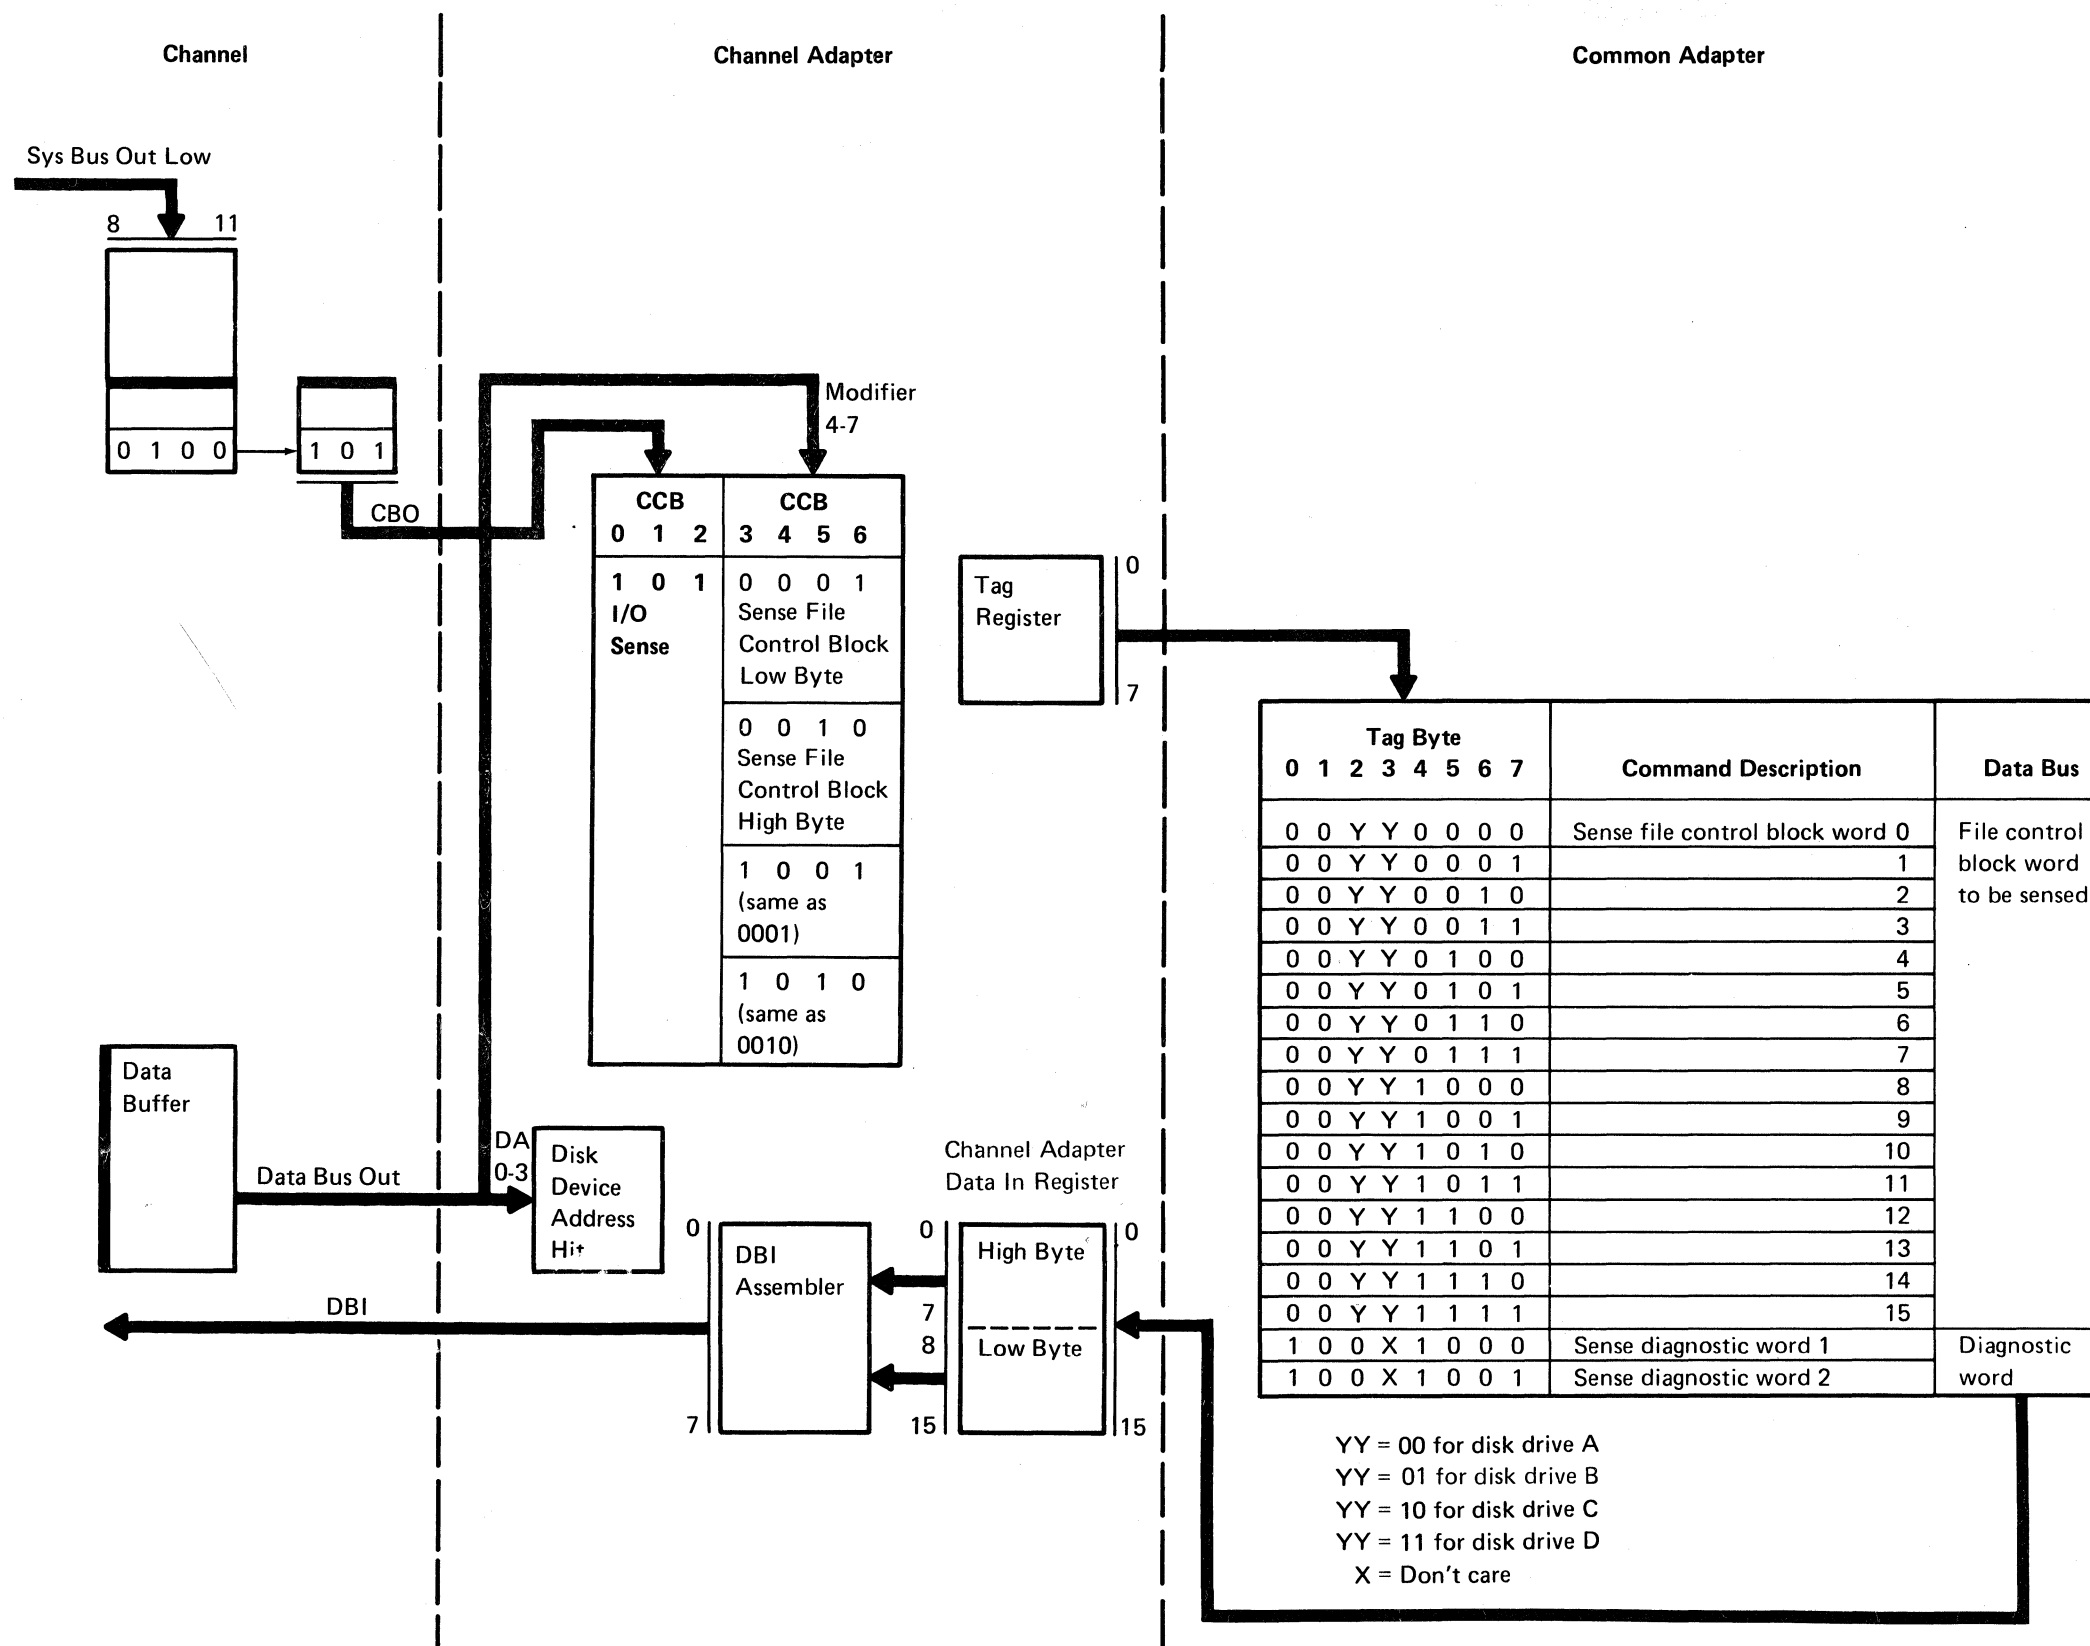 Channel
Channel Adapter
Common Adapter
Sys Bus Out Low
8 11
0 1 0 0
1 0 1
CBO
Modifier
4-7
CCB CCB
0 1 2 3 4 5 6
1 0 1 0 0 0 1
I/O Sense File
Sense Control Block
Low Byte
0 0 1 0
Sense File
Control Block
High Byte
1 0 0 1
(same as
0001)
1 0 1 0
(same as
0010)
Tag
Register
0
7
Data
Buffer
Data Bus Out
DA
0-3
Disk
Device
Address
Hit
DBI
0
7
DBI
Assembler
Channel Adapter
Data In Register
0
7
8
15
High Byte
Low Byte
0
15
Tag Byte
0 1 2 3 4 5 6 7 Command Description Data Bus
0 0 Y Y 0 0 0 0 Sense file control block word 0 File control
0 0 Y Y 0 0 0 1 1 block word
0 0 Y Y 0 0 1 0 2 to be sensed
0 0 Y Y 0 0 1 1 3
0 0 Y Y 0 1 0 0 4
0 0 Y Y 0 1 0 1 5
0 0 Y Y 0 1 1 0 6
0 0 Y Y 0 1 1 1 7
0 0 Y Y 1 0 0 0 8
0 0 Y Y 1 0 0 1 9
0 0 Y Y 1 0 1 0 10
0 0 Y Y 1 0 1 1 11
0 0 Y Y 1 1 0 0 12
0 0 Y Y 1 1 0 1 13
0 0 Y Y 1 1 1 0 14
0 0 Y Y 1 1 1 1 15
1 0 0 X 1 0 0 0 Sense diagnostic word 1 Diagnostic
1 0 0 X 1 0 0 1 Sense diagnostic word 2 word
YY = 00 for disk drive A
YY = 01 for disk drive B
YY = 10 for disk drive C
YY = 11 for disk drive D
X = Don't care